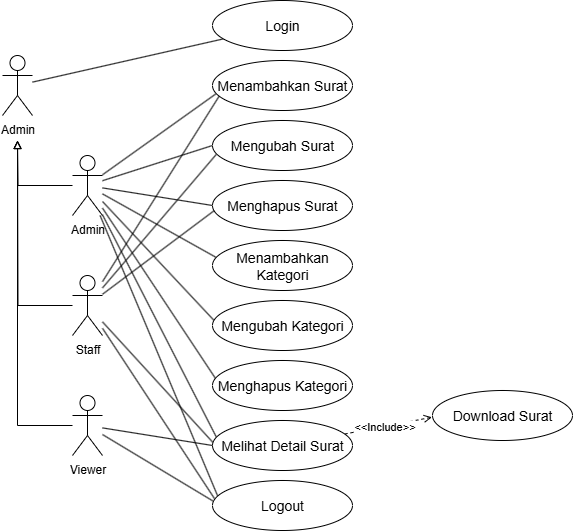 Login
Admin
Menambahkan Surat
Mengubah Surat
Menghapus Surat
Admin
Menambahkan
Kategori
Mengubah Kategori
Staff
Menghapus Kategori
Download Surat
<<Include>>
Melihat Detail Surat
Viewer
Logout